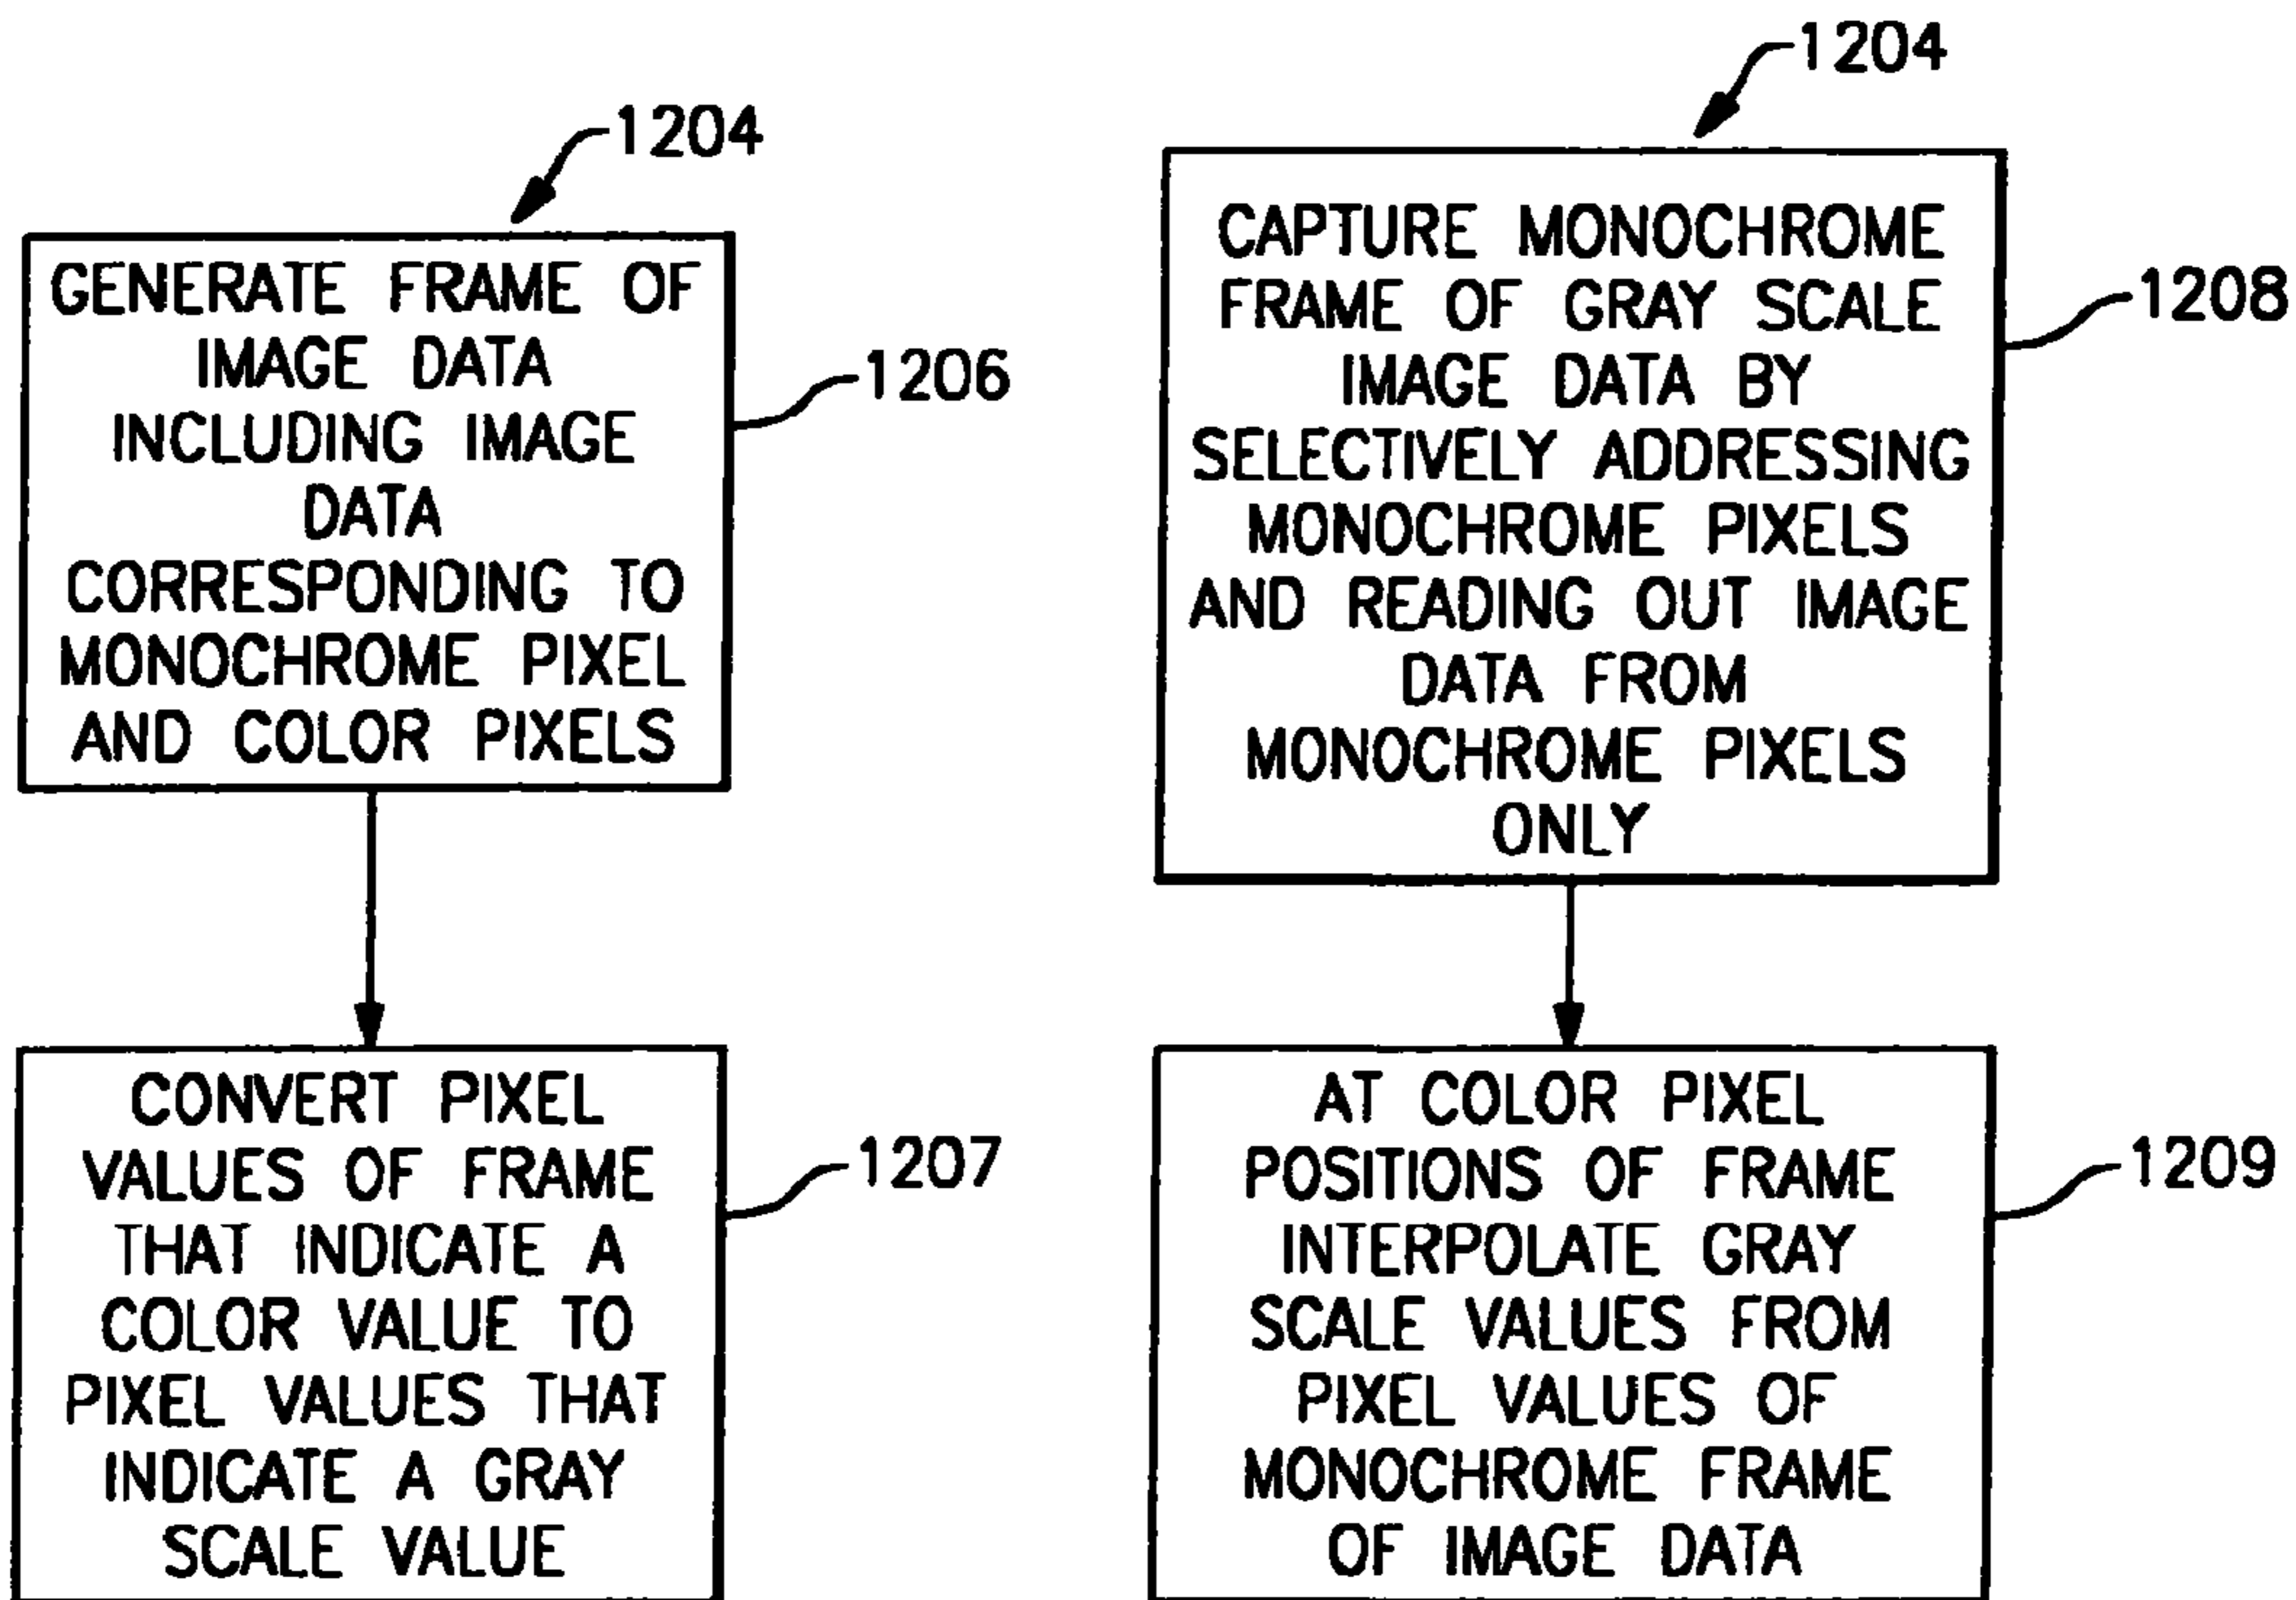 1204
GENERATE FRAME OF
IMAGE DATA
INCLUDING IMAGE
DATA
CORRESPONDING TO
MONOCHROME PIXEL
AND COLOR PIXELS
1206
CONVERT PIXEL
VALUES OF FRAME
THAT INDICATE A
COLOR VALUE TO
PIXEL VALUES THAT
INDICATE A GRAY
SCALE VALUE
1207
1204
CAPTURE MONOCHROME
FRAME OF GRAY SCALE
IMAGE DATA BY
SELECTIVELY ADDRESSING
MONOCHROME PIXELS
AND READING OUT IMAGE
DATA FROM
MONOCHROME PIXELS
ONLY
1208
AT COLOR PIXEL
POSITIONS OF FRAME
INTERPOLATE GRAY
SCALE VALUES FROM
PIXEL VALUES OF
MONOCHROME FRAME
OF IMAGE DATA
1209